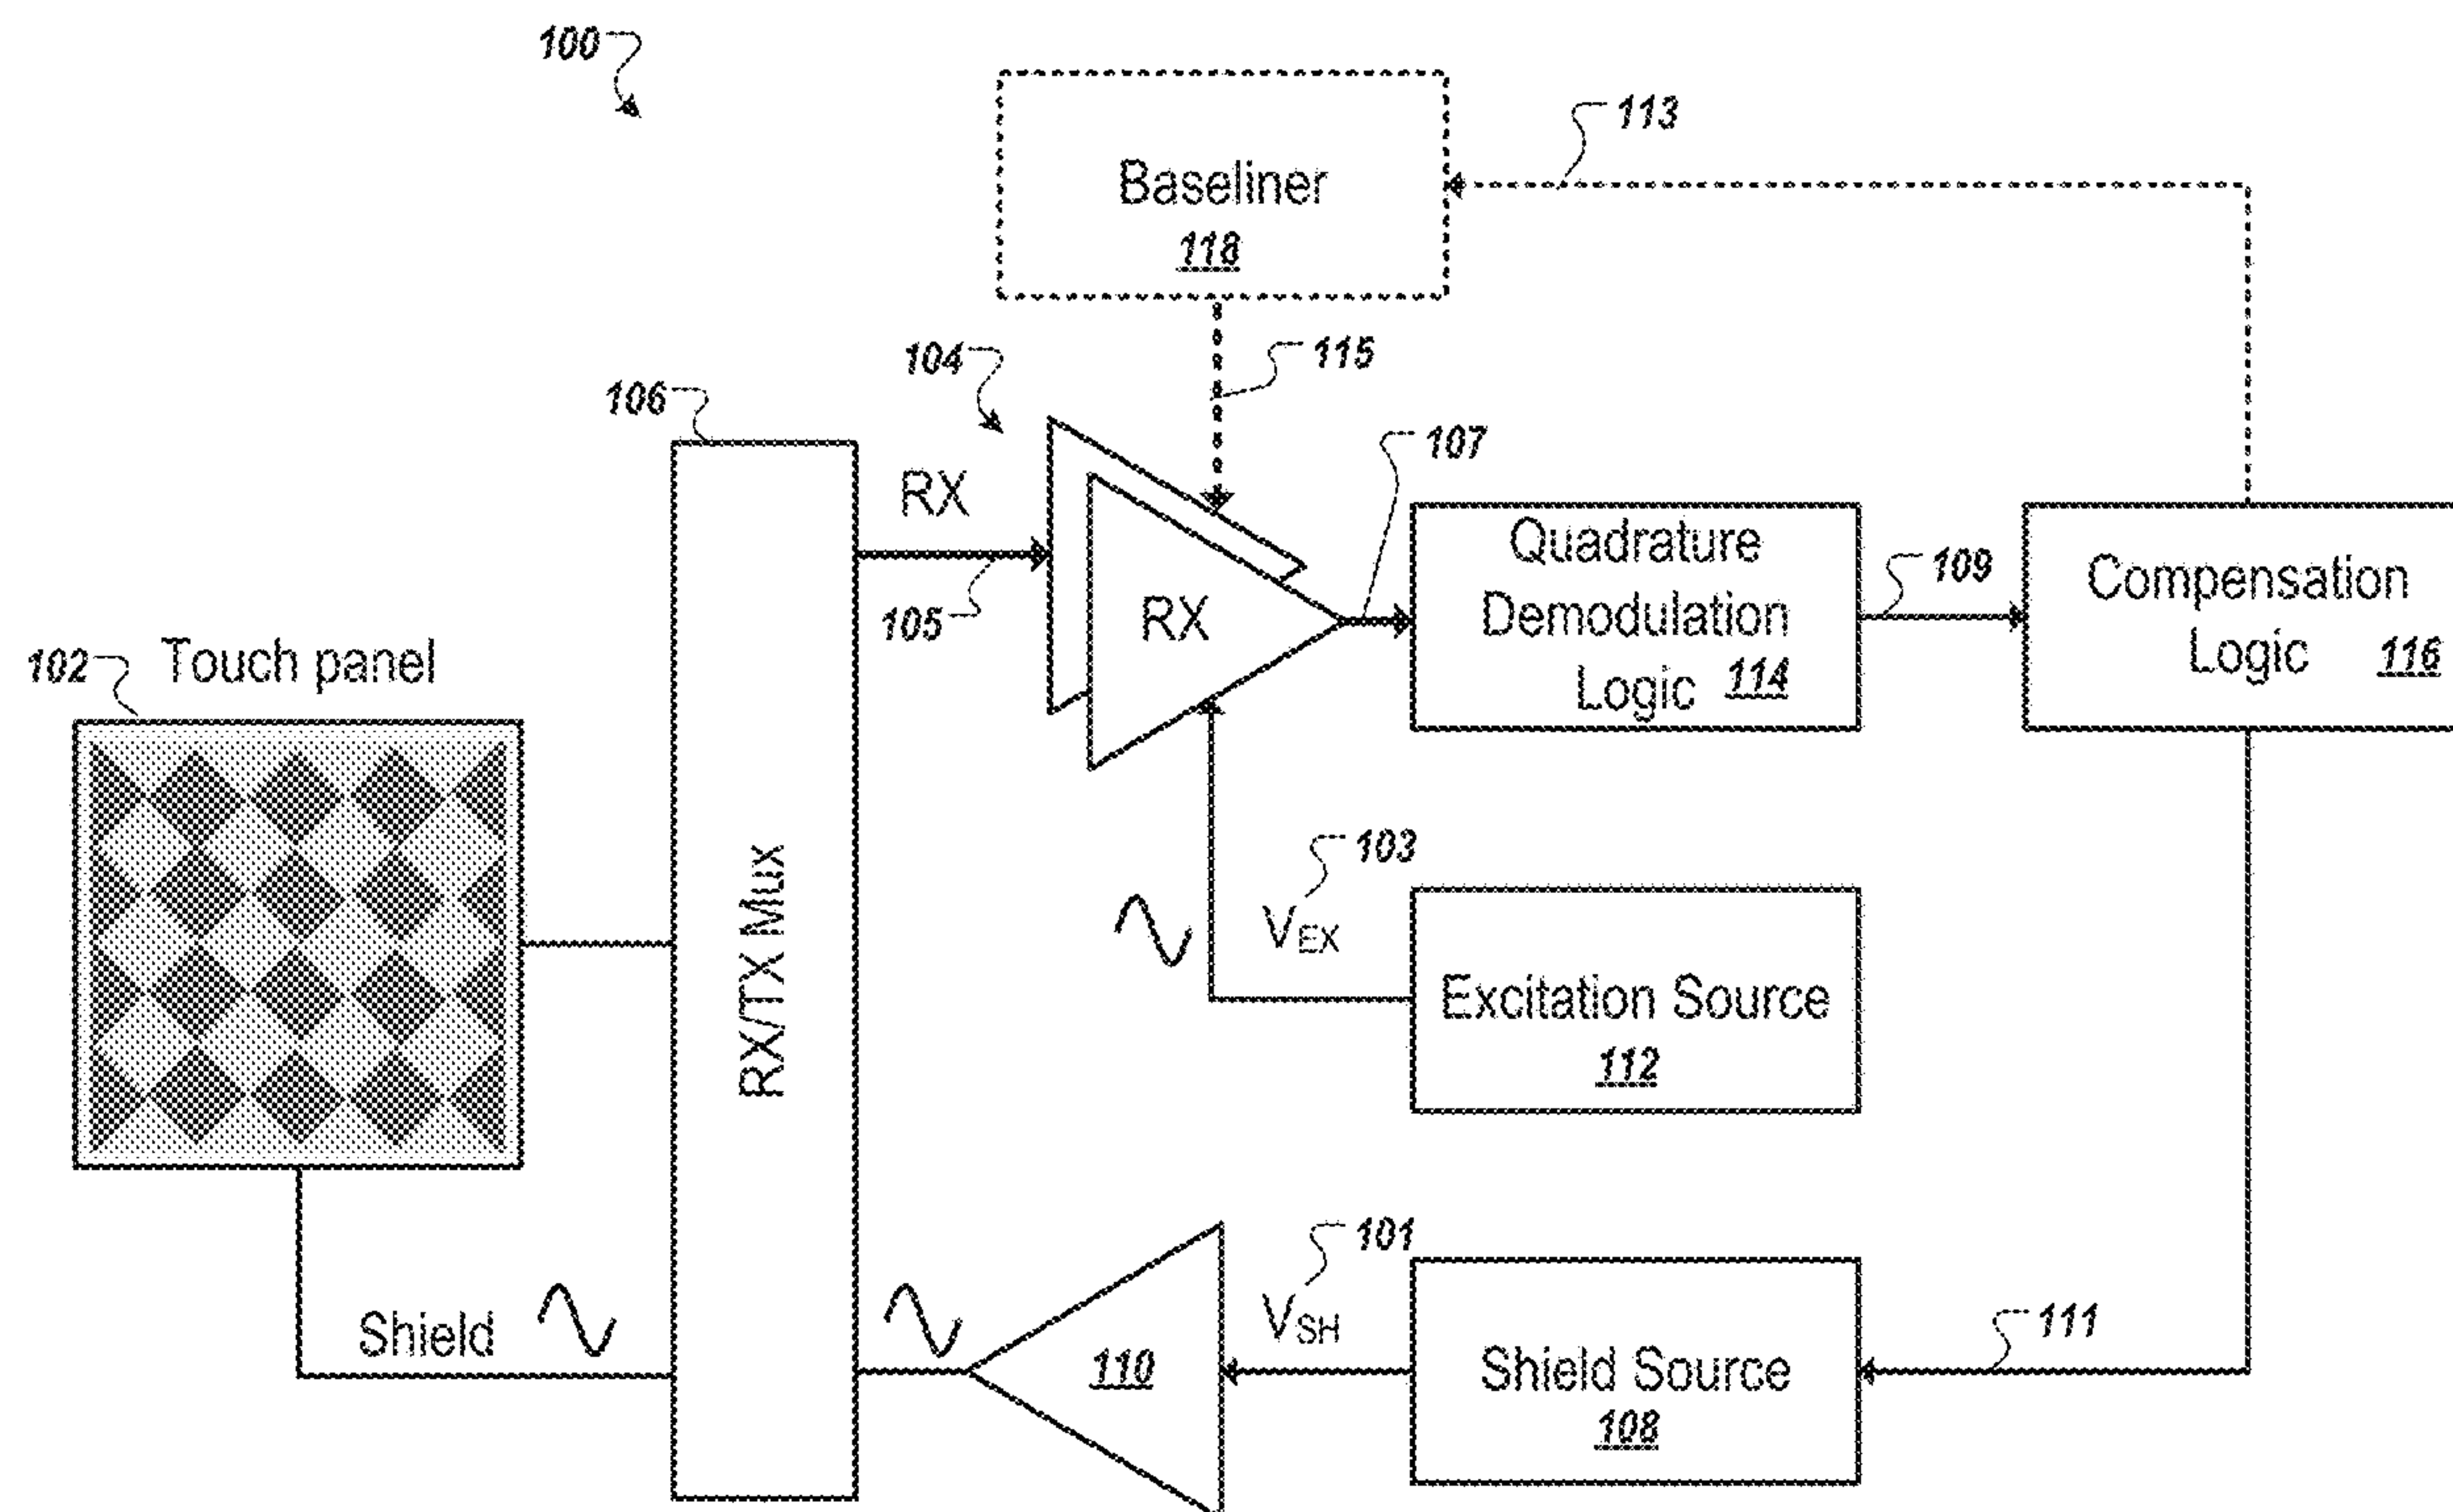 100
113
Baseliner
118
104
115
106
107
RX
105
RX
Quadrature
Demodulation
Logic 114
109
Compensation
Logic 116
102
Touch panel
RX/TX Mux
103
VEX
Excitation Source
112
101
VSH
Shield
110
Shield Source
108
111